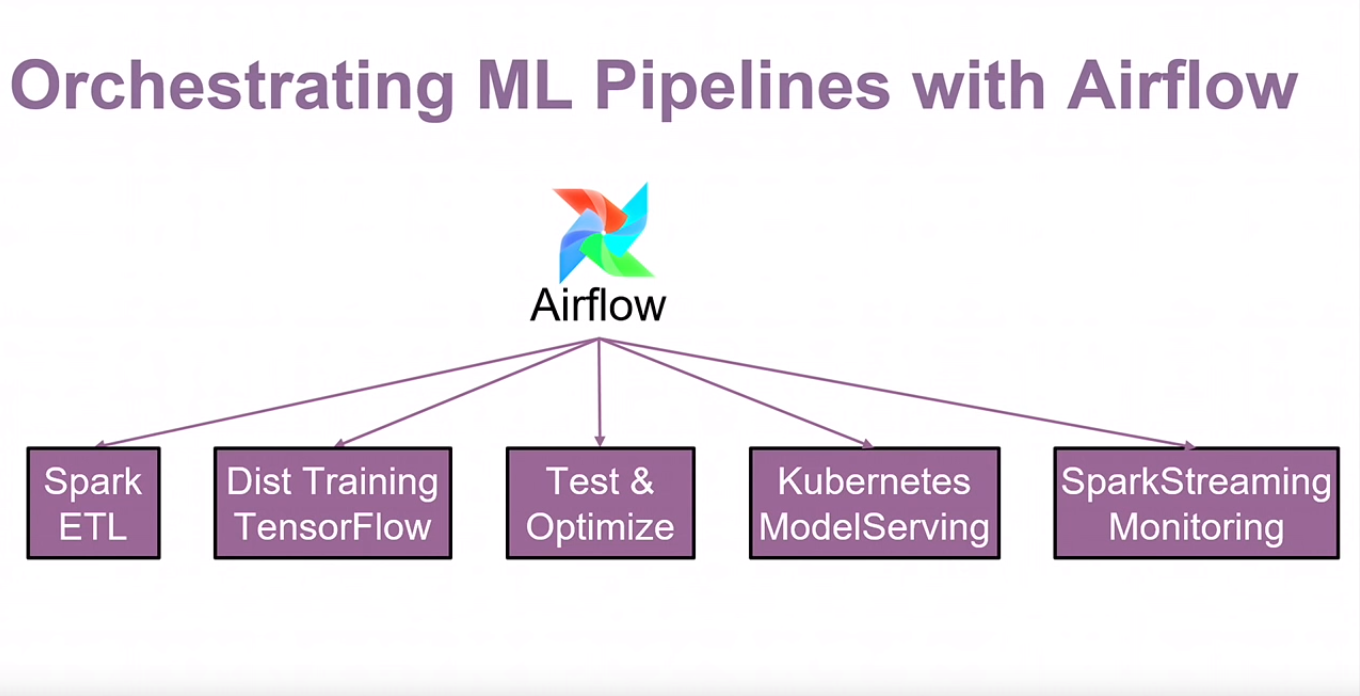 Orchestrating ML Pipelines with Airflow
Airflow
Spark
ETL
Dist Training
TensorFlow
Test &
Optimize
Kubernetes
ModelServing
SparkStreaming
Monitoring